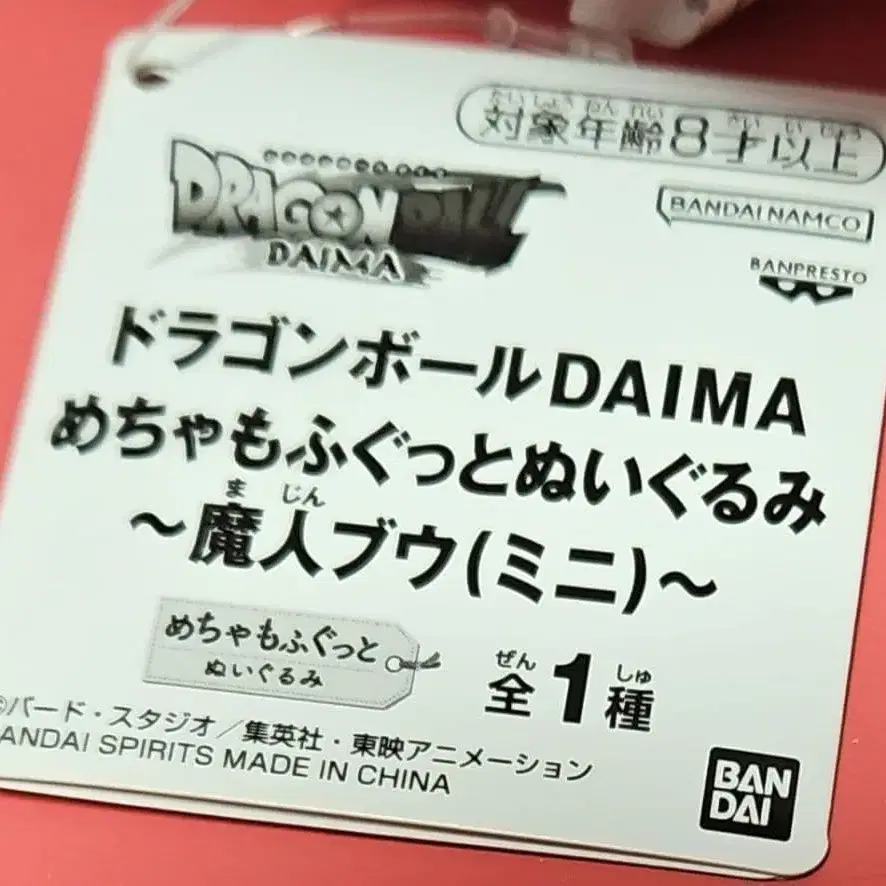 たいしょうねんれい さい いじょう
対象年齢8才以上
DRAGON BALL
DAIMA
BANDAI NAMCO
BANPRESTO
ドラゴンボールDAIMA
めちゃもふぐっとぬいぐるみ
ま じん
〜魔人ブウ(ミニ)〜
めちゃもふぐっと
ぬいぐるみ
ぜん しゅ
全1種
©バード・スタジオ/集英社・東映アニメーション
ANDAI SPIRITS MADE IN CHINA
BAN
DAI